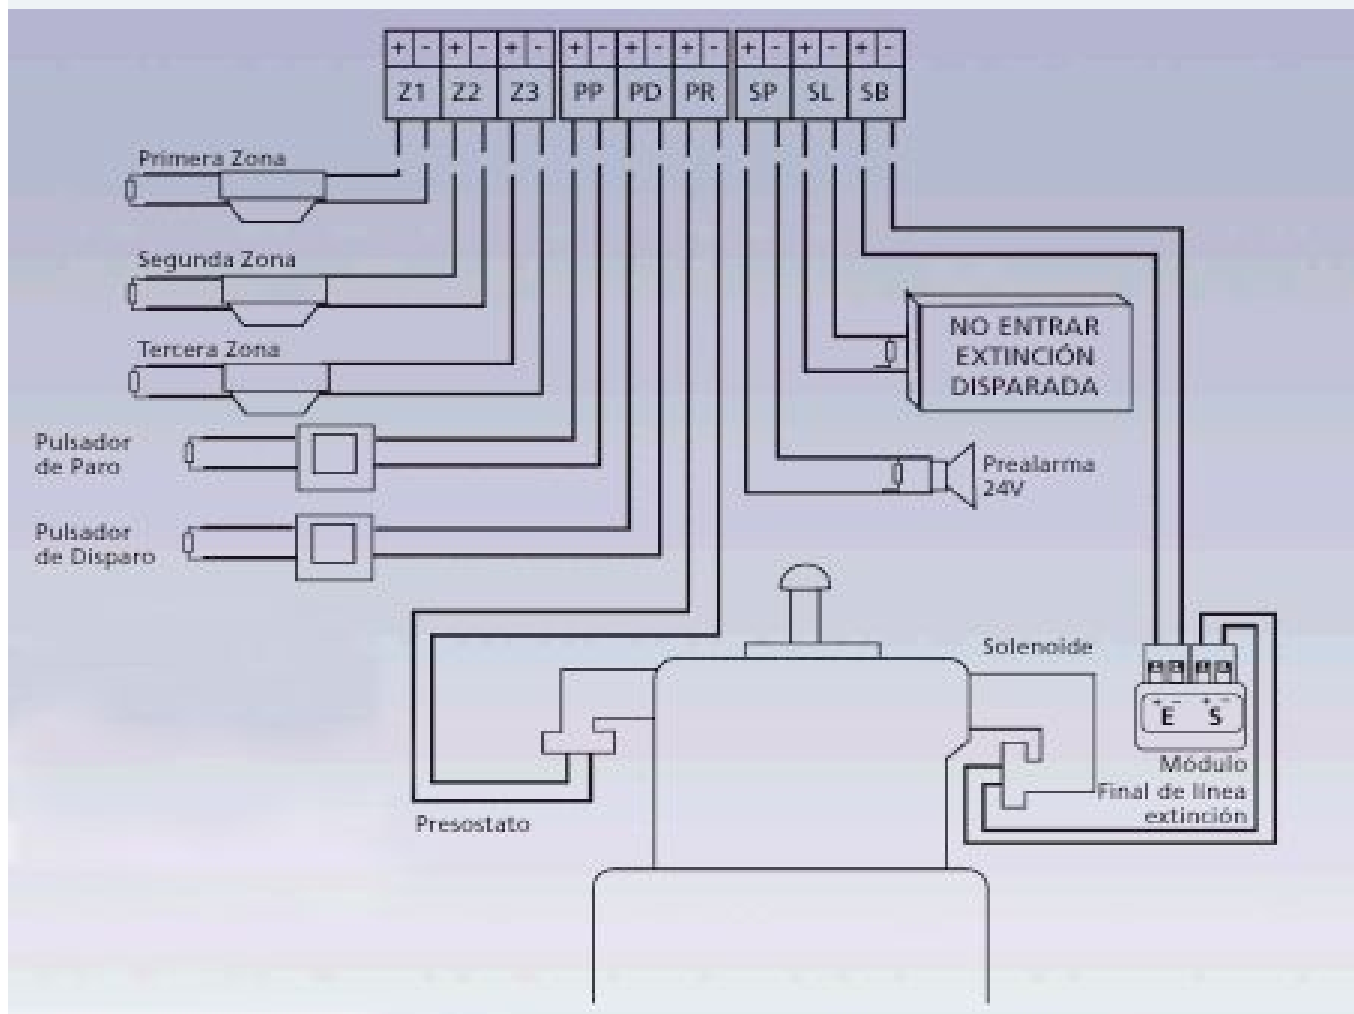 + - + - + - + - + - + - + - + - + -
Z1 Z2 Z3 PP PD PR SP SL SB
Primera Zona
Segunda Zona
Tercera Zona
Pulsador
de Paro
Pulsador
de Disparo
NO ENTRAR
EXTINCIÓN
DISPARADA
Prealarma
24V
Solenoide
+ - + -
E S
Módulo
Final de línea
extinción
Presostato